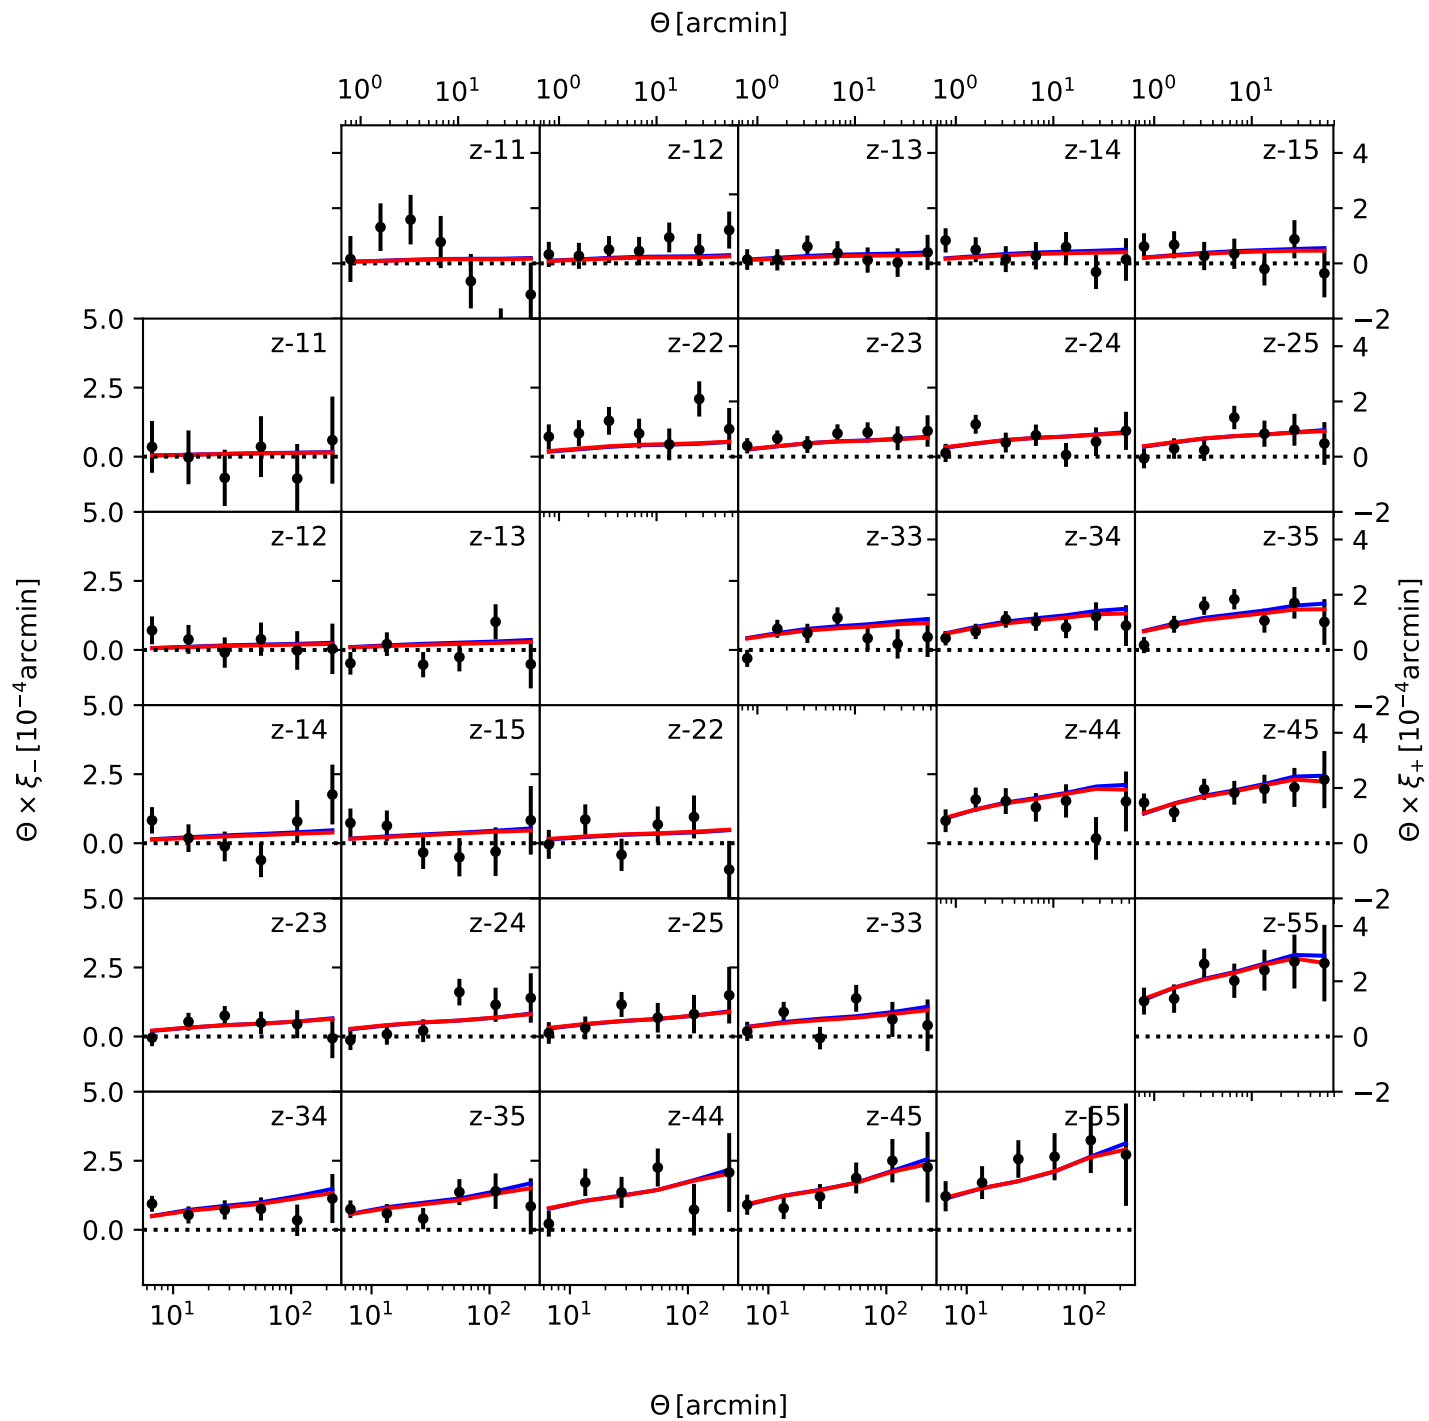 Θ [arcmin]
10⁰ 10¹ 10⁰ 10¹ 10⁰ 10¹ 10⁰ 10¹ 10⁰ 10¹
z-11 z-12 z-13 z-14 z-15 4
2
0
5.0 −2
z-11 z-22 z-23 z-24 z-25 4
2.5 2
0.0 0
5.0 −2
z-12 z-13 z-33 z-34 z-35 4
2.5 2
0.0 0
5.0 −2
z-14 z-15 z-22 z-44 z-45 4
2.5 2
0.0 0
5.0 −2
z-23 z-24 z-25 z-33 z-55 4
2.5 2
0.0 0
5.0 −2
z-34 z-35 z-44 z-45 z-55
2.5
0.0
10¹ 10² 10¹ 10² 10¹ 10² 10¹ 10² 10¹ 10²
Θ [arcmin]
Θ × ξ₋ [10⁻⁴arcmin]
Θ × ξ₊ [10⁻⁴arcmin]